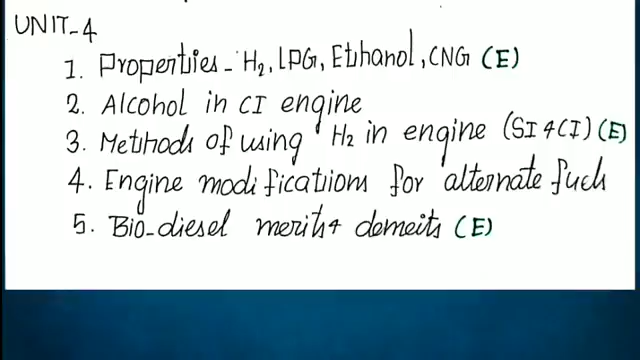 UNIT-4
1. Properties - H₂, LPG, Ethanol, CNG (E)
2. Alcohol in CI engine
3. Methods of using H₂ in engine (SI & CI) (E)
4. Engine modifications for alternate fuels
5. Bio-diesel merits & demeits (E)